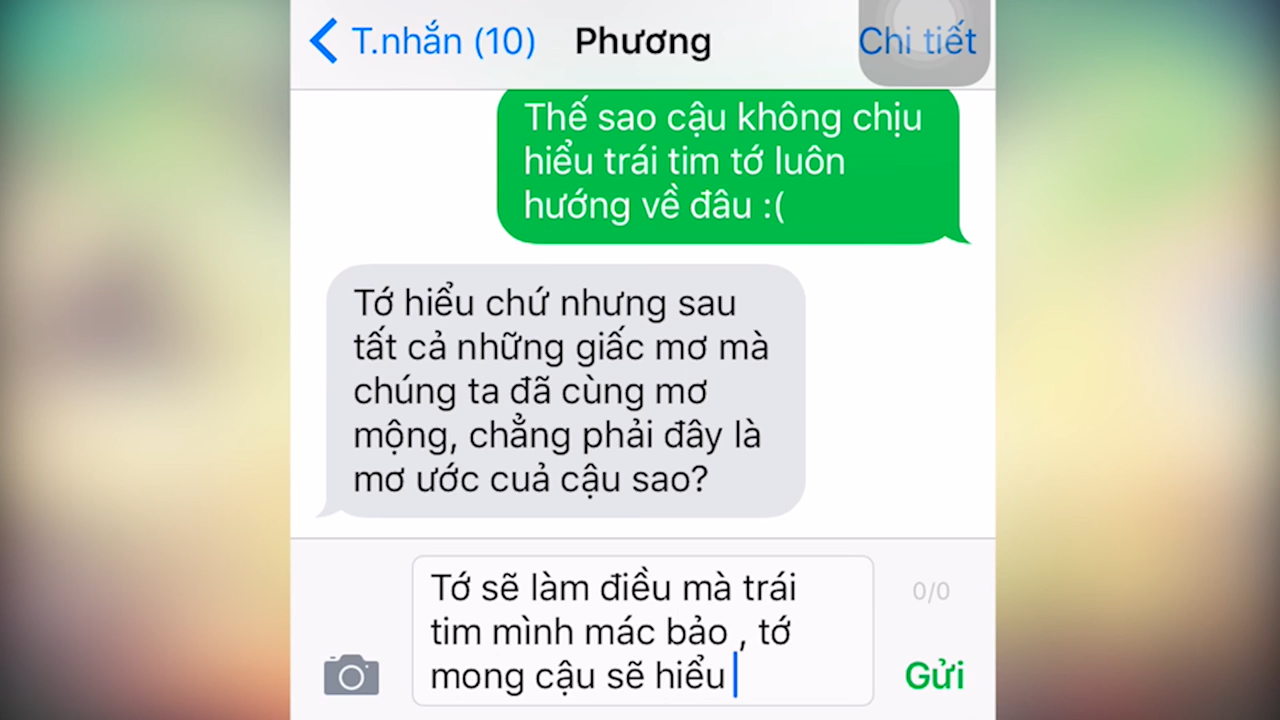 T.nhắn (10) Phương Chi tiết
Thế sao cậu không chịu
hiểu trái tim tớ luôn
hướng về đâu :(
Tớ hiểu chứ nhưng sau
tất cả những giấc mơ mà
chúng ta đã cùng mơ
mộng, chẳng phải đây là
mơ ước cuả cậu sao?
Tớ sẽ làm điều mà trái
tim mình mác bảo , tớ
mong cậu sẽ hiểu
0/0
Gửi